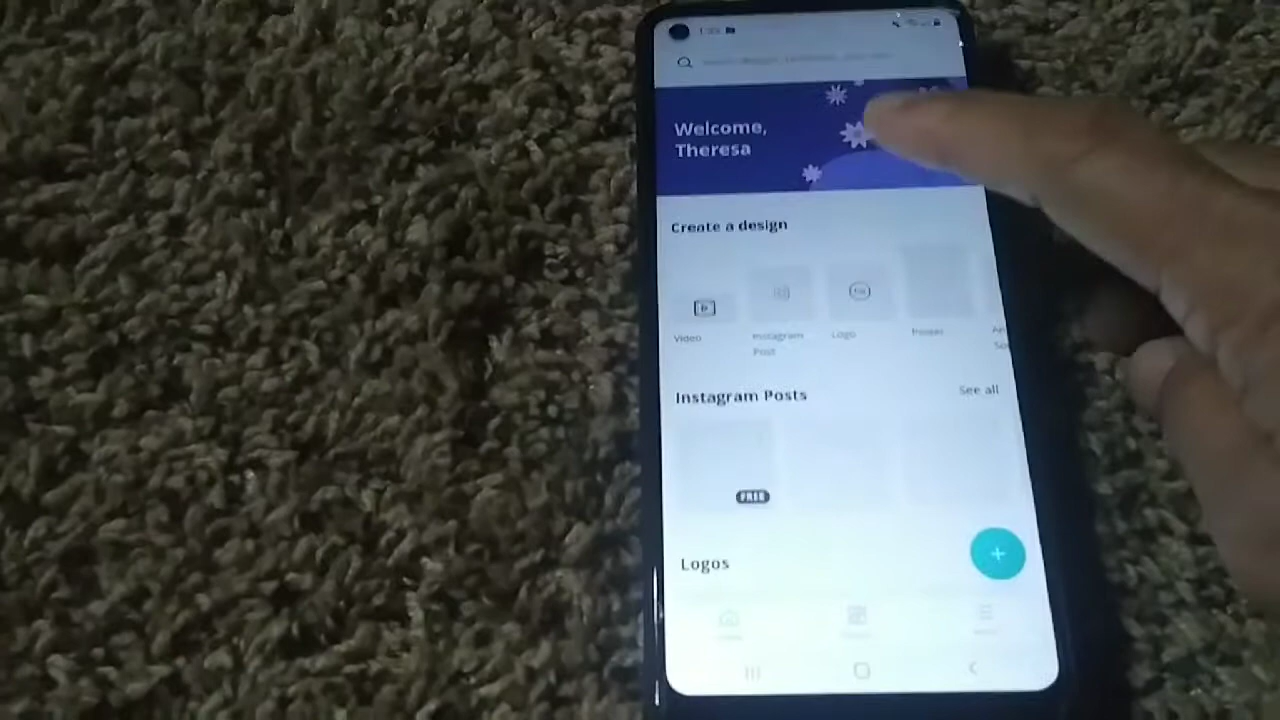 Welcome,
Theresa
Create a design
Video
Instagram
Post
Logo
Poster
Instagram Posts
See all
FREE
Logos